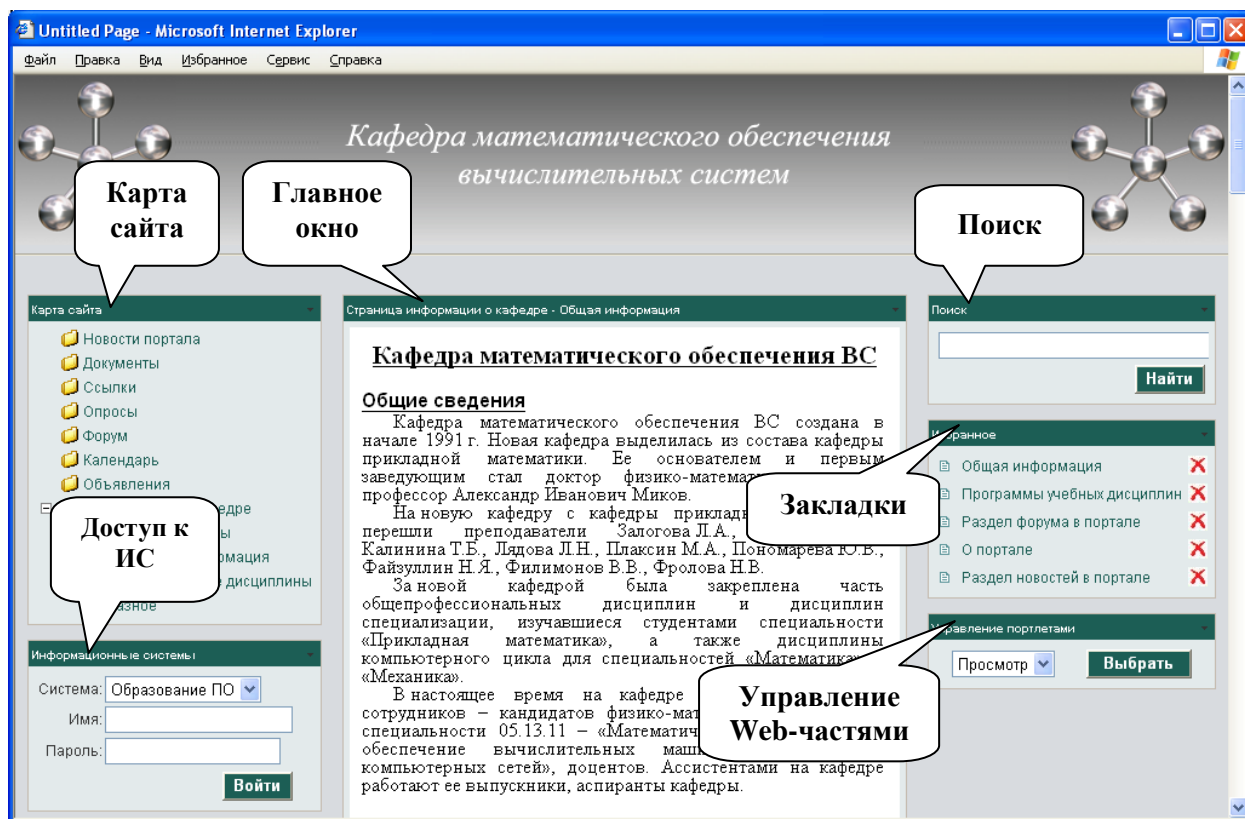 Untitled Page - Microsoft Internet Explorer
Файл Правка Вид Избранное Сервис Справка
Кафедра математического обеспечения
вычислительных систем
Карта
сайта
Главное
окно
Поиск
Карта сайта
Новости портала
Документы
Ссылки
Опросы
Форум
Календарь
Объявления
едре
ы
рмация
дисциплины
азное
Доступ к
ИС
Информационные системы
Система: Образование ПО
Имя:
Пароль:
Войти
Страница информации о кафедре - Общая информация
Кафедра математического обеспечения ВС
Общие сведения
Кафедра математического обеспечения ВС создана в
начале 1991 г. Новая кафедра выделилась из состава кафедры
прикладной математики. Ее основателем и первым
заведующим стал доктор физико-матема
профессор Александр Иванович Миков.
На новую кафедру с кафедры приклад
перешли преподаватели Залогова Л.А.,
Калинина Т.Б., Лядова Л.Н., Плаксин М.А., Пономарева Ю.В.,
Файзуллин Н.Я., Филимонов В.В., Фролова Н.В.
За новой кафедрой была закреплена часть
общепрофессиональных дисциплин и дисциплин
специализации, изучавшиеся студентами специальности
«Прикладная математика», а также дисциплины
компьютерного цикла для специальностей «Математика»
«Механика».
В настоящее время на кафедре
сотрудников – кандидатов физико-мат
специальности 05.13.11 – «Математич
обеспечение вычислительных маши
компьютерных сетей», доцентов. Ассистентами на кафедре
работают ее выпускники, аспиранты кафедры.
Поиск
Найти
Избранное
Общая информация
Программы учебных дисциплин
Раздел форума в портале
О портале
Раздел новостей в портале
Закладки
Управление портлетами
Просмотр
Выбрать
Управление
Web-частями